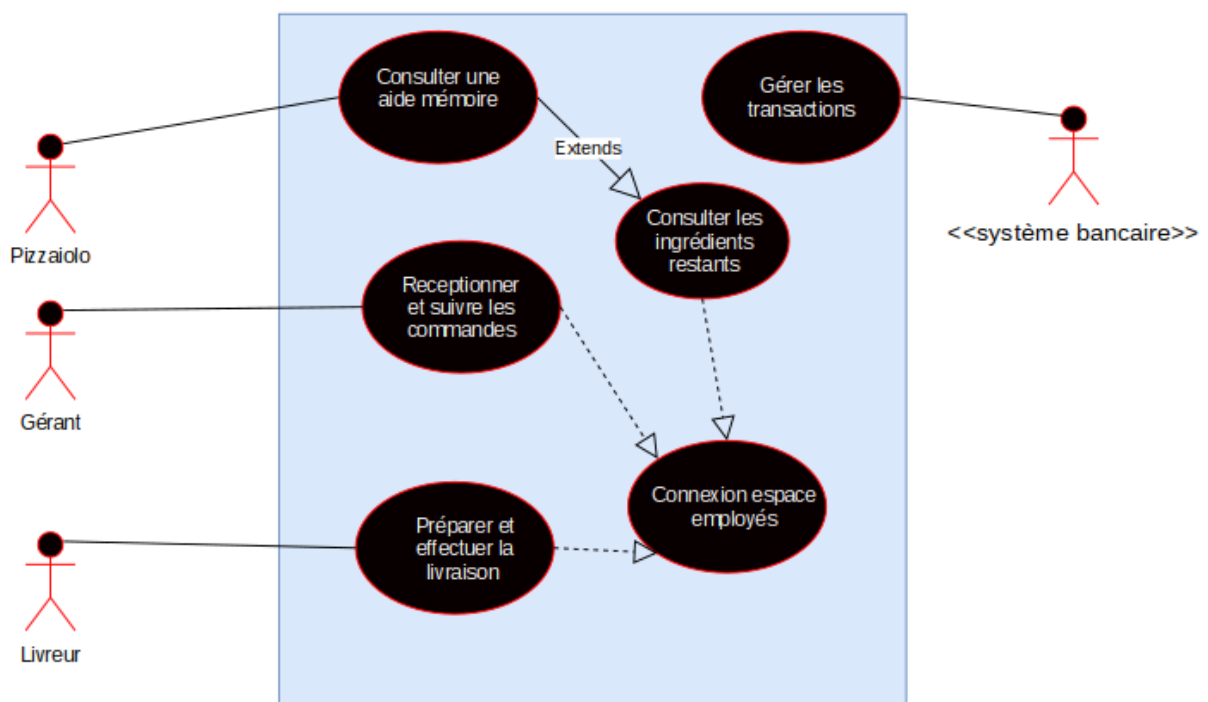 Consulter une
aide mémoire
Gérer les
transactions
Extends
Pizzaiolo
Consulter les
ingrédients
restants
<<système bancaire>>
Receptionner
et suivre les
commandes
Gérant
Connexion espace
employés
Préparer et
effectuer la
livraison
Livreur